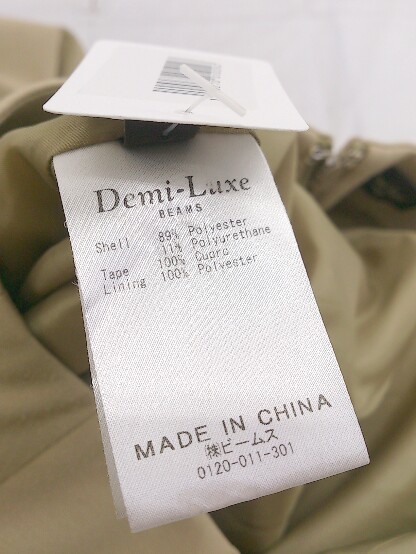 Demi-Luxe
BEAMS
Shell 89% Polyester
11% Polyurethane
Tape 100% Cupro
Lining 100% Polyester
MADE IN CHINA
㈱ビームス
0120-011-301